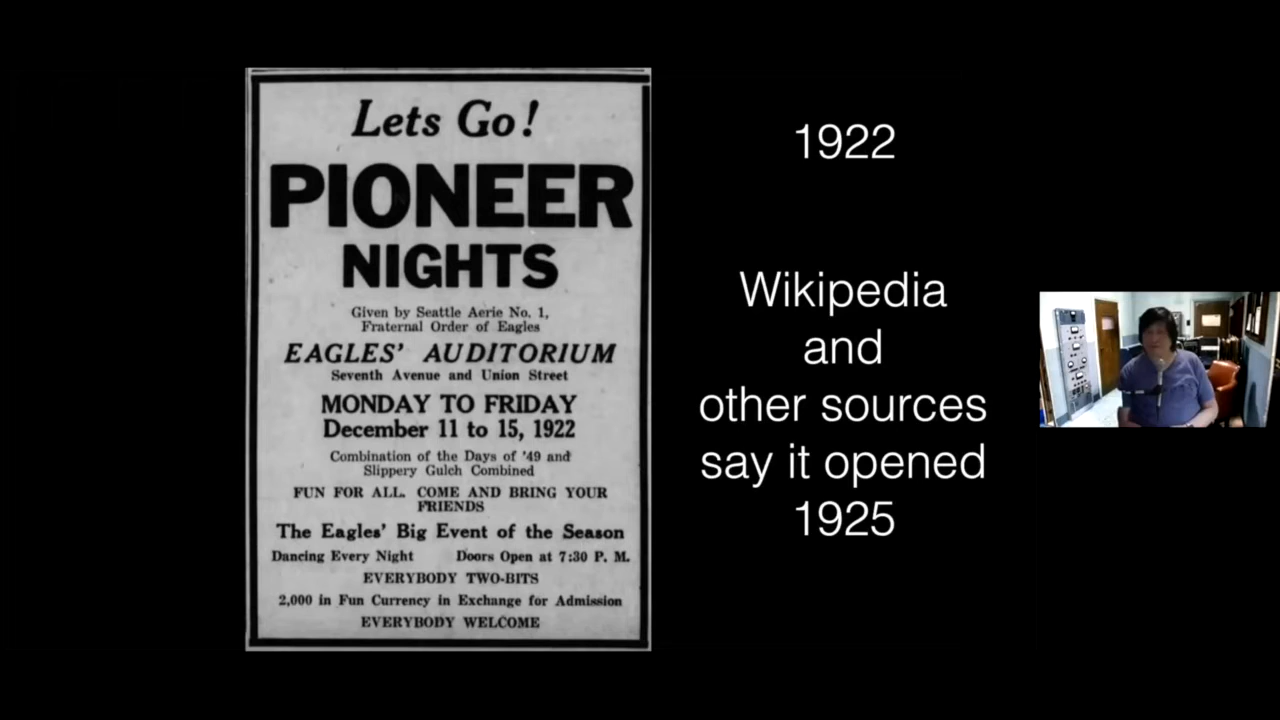 Lets Go!
PIONEER
NIGHTS
Given by Seattle Aerie No. 1,
Fraternal Order of Eagles
EAGLES' AUDITORIUM
Seventh Avenue and Union Street
MONDAY TO FRIDAY
December 11 to 15, 1922
Combination of the Days of '49 and
Slippery Gulch Combined
FUN FOR ALL. COME AND BRING YOUR
FRIENDS
The Eagles' Big Event of the Season
Dancing Every Night Doors Open at 7:30 P. M.
EVERYBODY TWO-BITS
2,000 in Fun Currency in Exchange for Admission
EVERYBODY WELCOME
1922
Wikipedia
and
other sources
say it opened
1925